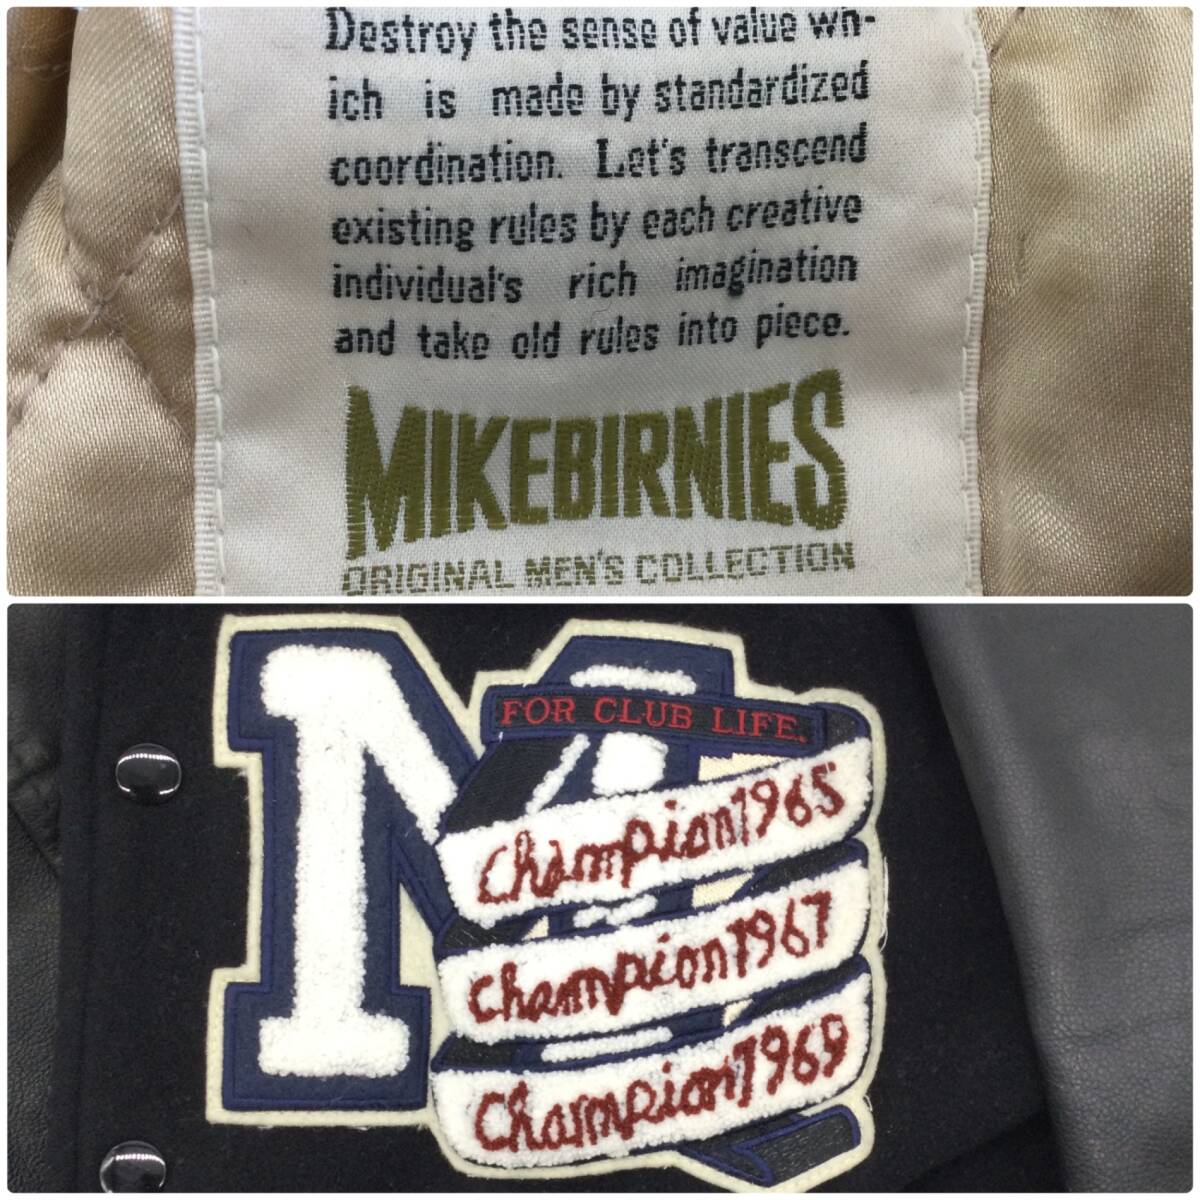 Destroy the sense of value wh-
ich is made by standardized
coordination. Let's transcend
existing rules by each creative
individual's rich imagination
and take old rules into piece.
MIKEBIRNIES
ORIGINAL MEN'S COLLECTION
M
FOR CLUB LIFE.
Champion1965
Champion1967
Champion1969